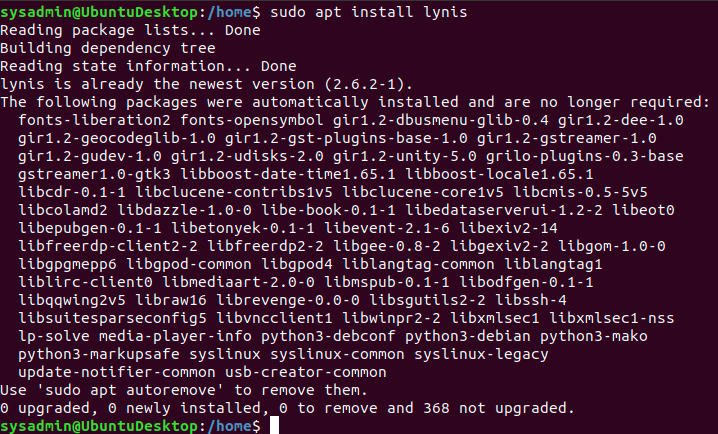 sysadmin@UbuntuDesktop:/home$ sudo apt install lynis
Reading package lists... Done
Building dependency tree
Reading state information... Done
lynis is already the newest version (2.6.2-1).
The following packages were automatically installed and are no longer required:
  fonts-liberation2 fonts-opensymbol gir1.2-dbusmenu-glib-0.4 gir1.2-dee-1.0
  gir1.2-geocodeglib-1.0 gir1.2-gst-plugins-base-1.0 gir1.2-gstreamer-1.0
  gir1.2-gudev-1.0 gir1.2-udisks-2.0 gir1.2-unity-5.0 grilo-plugins-0.3-base
  gstreamer1.0-gtk3 libboost-date-time1.65.1 libboost-locale1.65.1
  libcdr-0.1-1 libclucene-contribs1v5 libclucene-core1v5 libcmis-0.5-5v5
  libcolamd2 libdazzle-1.0-0 libe-book-0.1-1 libedataserverui-1.2-2 libeot0
  libepubgen-0.1-1 libetonyek-0.1-1 libevent-2.1-6 libexiv2-14
  libfreerdp-client2-2 libfreerdp2-2 libgee-0.8-2 libgexiv2-2 libgom-1.0-0
  libgpgmepp6 libgpod-common libgpod4 liblangtag-common liblangtag1
  liblirc-client0 libmediaart-2.0-0 libmspub-0.1-1 libodfgen-0.1-1
  libqqwing2v5 libraw16 librevenge-0.0-0 libsgutils2-2 libssh-4
  libsuitesparseconfig5 libvncclient1 libwinpr2-2 libxmlsec1 libxmlsec1-nss
  lp-solve media-player-info python3-debconf python3-debian python3-mako
  python3-markupsafe syslinux syslinux-common syslinux-legacy
  update-notifier-common usb-creator-common
Use 'sudo apt autoremove' to remove them.
0 upgraded, 0 newly installed, 0 to remove and 368 not upgraded.
sysadmin@UbuntuDesktop:/home$